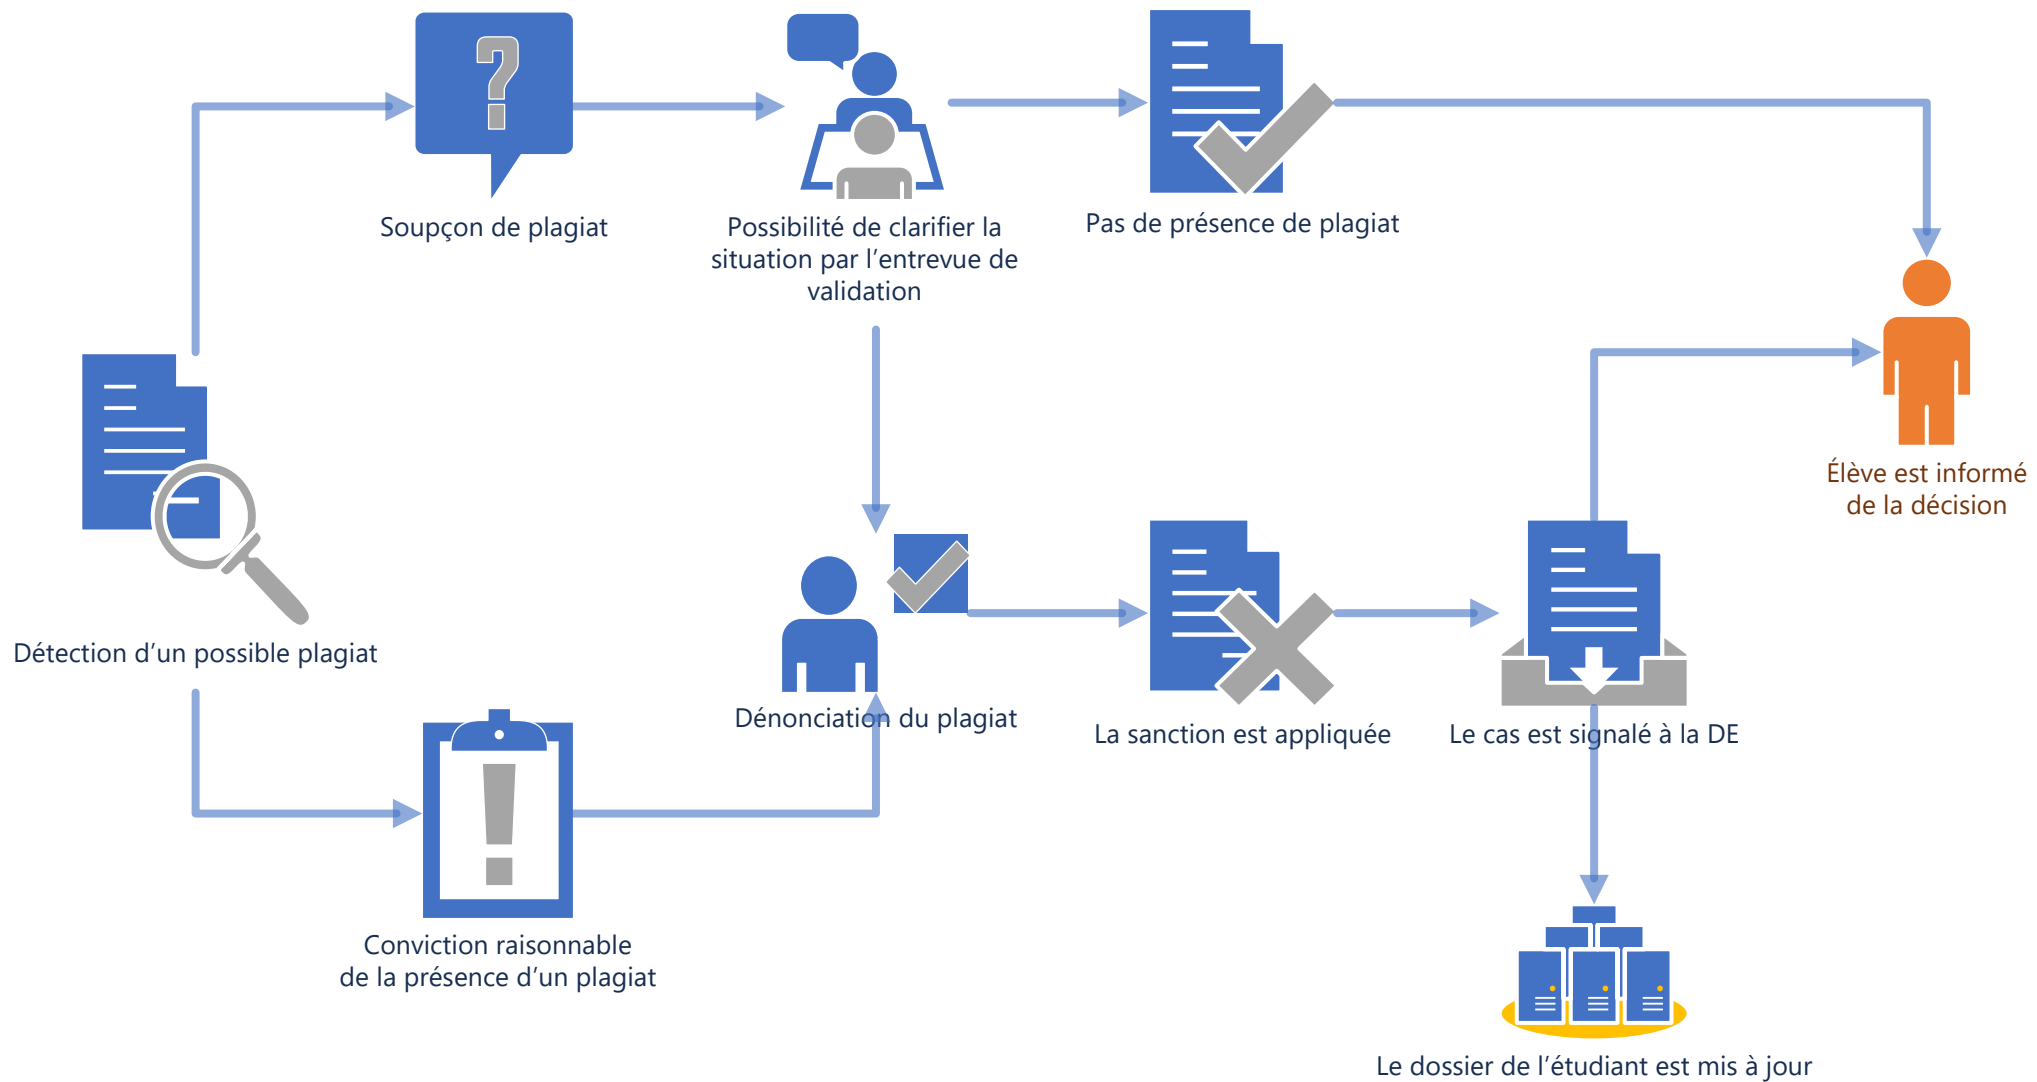 Soupçon de plagiat
Possibilité de clarifier la
situation par l’entrevue de
validation
Pas de présence de plagiat
Élève est informé
de la décision
Détection d’un possible plagiat
Dénonciation du plagiat
La sanction est appliquée
Le cas est signalé à la DE
Conviction raisonnable
de la présence d’un plagiat
Le dossier de l’étudiant est mis à jour